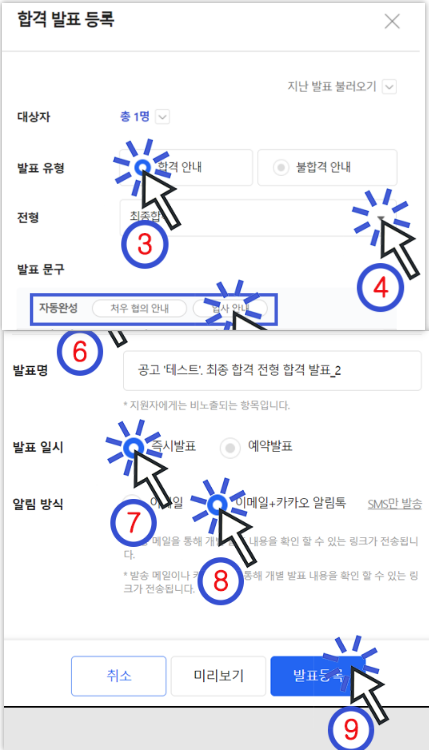 합격 발표 등록
지난 발표 불러오기
대상자 총 1명
발표 유형 합격 안내 불합격 안내
전형 최종합
3
4
발표 문구
자동완성 처우 협의 안내 안내
6
발표명 공고 '테스트', 최종 합격 전형 합격 발표_2
* 지원자에게는 비노출되는 항목입니다.
발표 일시 즉시발표 예약발표
알림 방식 이메일 이메일+카카오 알림톡 SMS만 발송
7
8
메일을 통해 개별 내용을 확인 할 수 있는 링크가 전송됩니
다.
* 발송 메일이나 통해 개별 발표 내용을 확인 할 수 있는 링
크가 전송됩니다.
취소 미리보기 발표등록
9